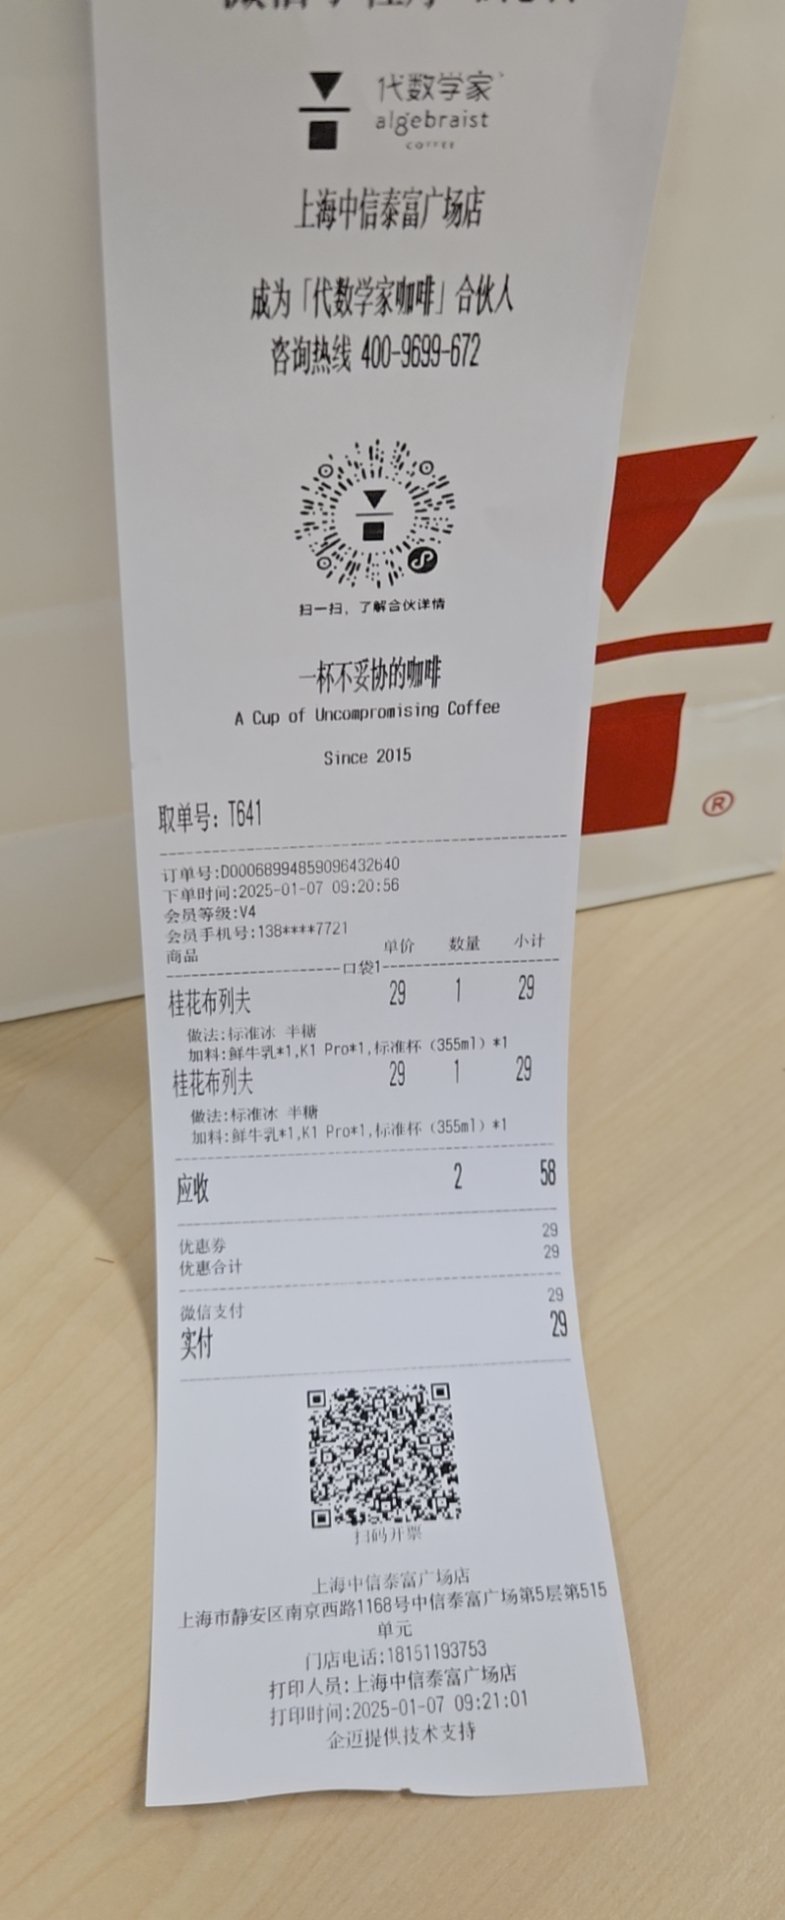 代数学家
algebraist
COFFEE
上海中信泰富广场店
成为「代数学家咖啡」合伙人
咨询热线 400-9699-672
扫一扫，了解合伙详情
一杯不妥协的咖啡
A Cup of Uncompromising Coffee
Since 2015
取单号: T641
订单号:D00068994859096432640
下单时间:2025-01-07 09:20:56
会员等级:V4
会员手机号:138****7721
商品 单价 数量 小计
口袋1
桂花布列夫 29 1 29
做法:标准冰 半糖
加料:鲜牛乳*1,K1 Pro*1,标准杯（355ml）*1
桂花布列夫 29 1 29
做法:标准冰 半糖
加料:鲜牛乳*1,K1 Pro*1,标准杯（355ml）*1
应收 2 58
优惠券 29
优惠合计 29
微信支付 29
实付 29
扫码开票
上海中信泰富广场店
上海市静安区南京西路1168号中信泰富广场第5层第515
单元
门店电话:18151193753
打印人员:上海中信泰富广场店
打印时间:2025-01-07 09:21:01
企迈提供技术支持
®